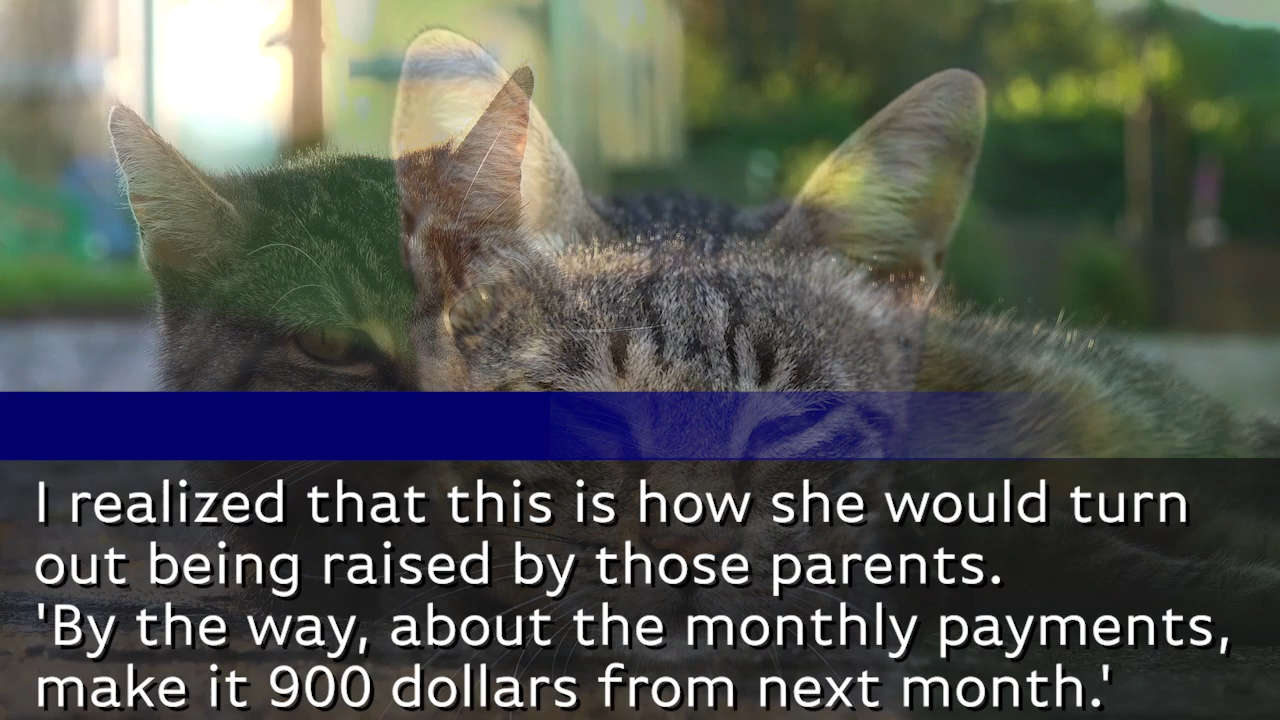 I realized that this is how she would turn
out being raised by those parents.
'By the way, about the monthly payments,
make it 900 dollars from next month.'